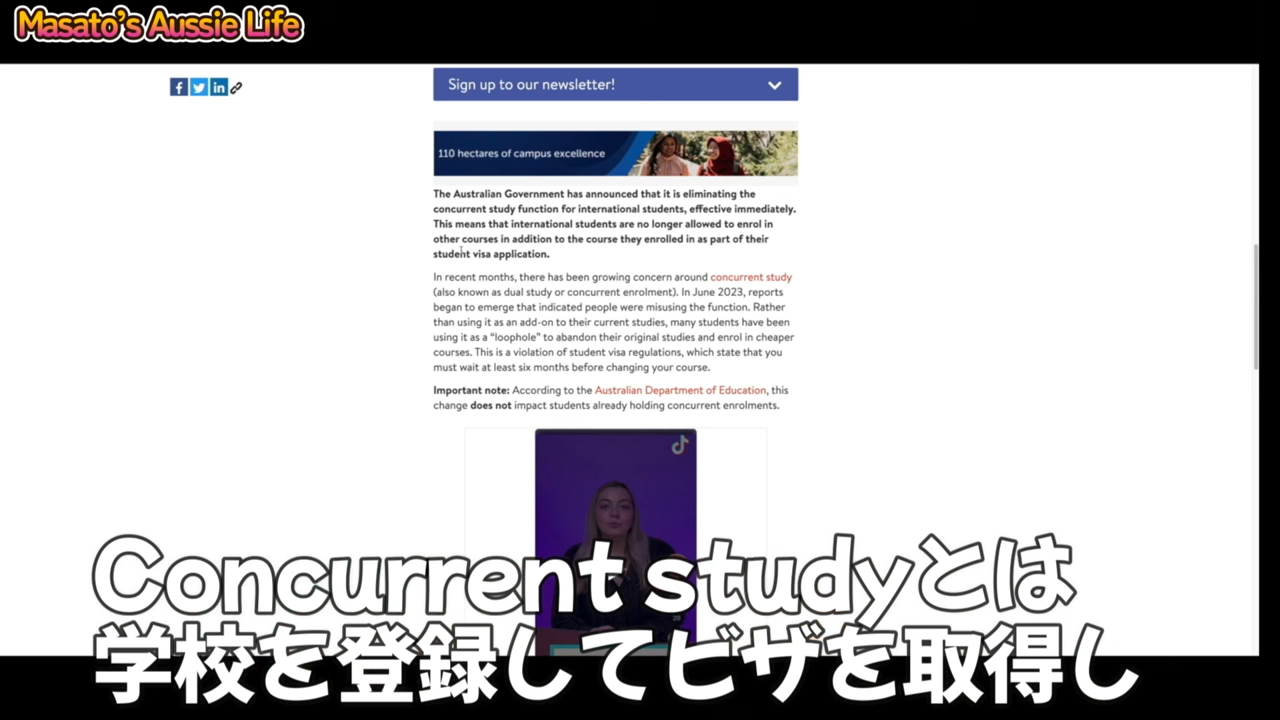 Masato's Aussie Life
Sign up to our newsletter!
110 hectares of campus excellence
The Australian Government has announced that it is eliminating the
concurrent study function for international students, effective immediately.
This means that international students are no longer allowed to enrol in
other courses in addition to the course they enrolled in as part of their
student visa application.
In recent months, there has been growing concern around concurrent study
(also known as dual study or concurrent enrolment). In June 2023, reports
began to emerge that indicated people were misusing the function. Rather
than using it as an add-on to their current studies, many students have been
using it as a “loophole” to abandon their original studies and enrol in cheaper
courses. This is a violation of student visa regulations, which state that you
must wait at least six months before changing your course.
Important note: According to the Australian Department of Education, this
change does not impact students already holding concurrent enrolments.
Concurrent studyとは
学校を登録してビザを取得し